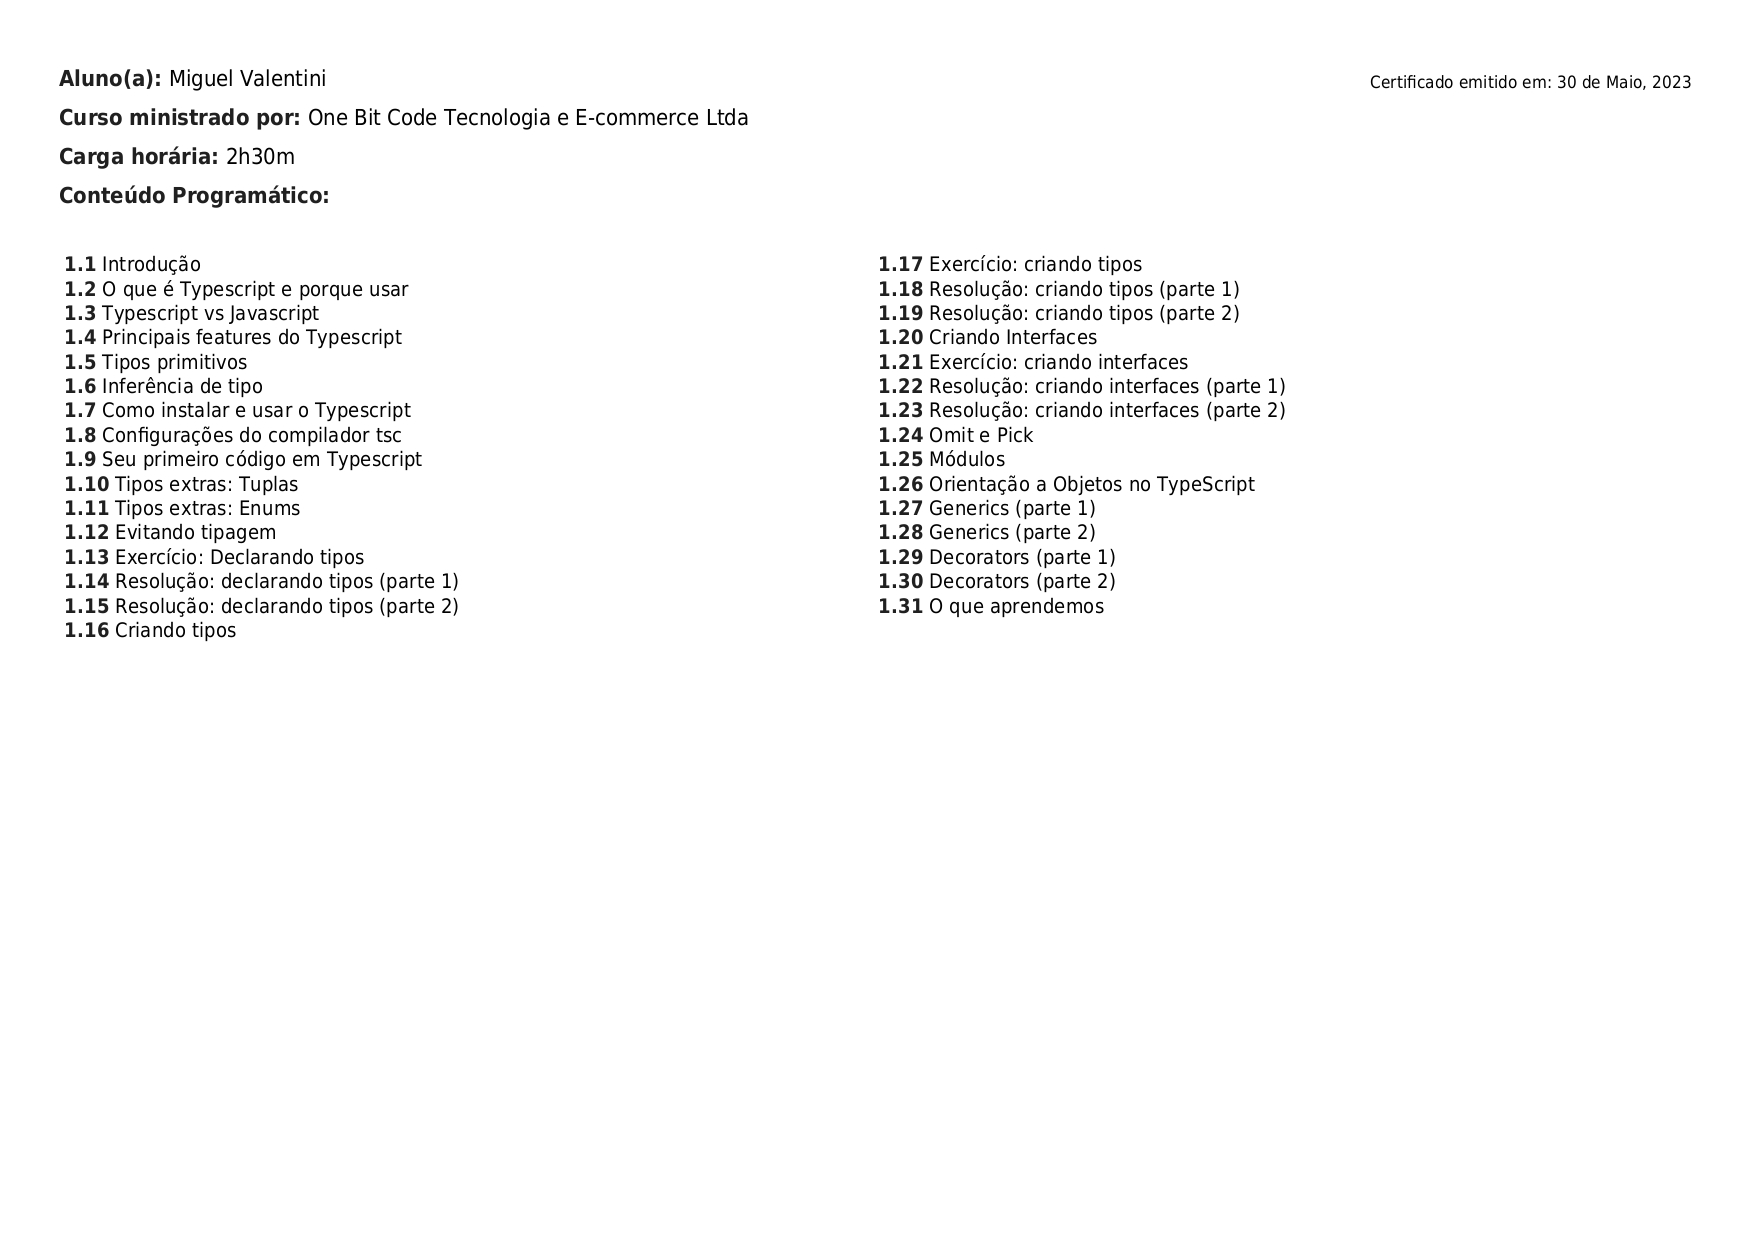 Aluno(a): Miguel Valentini
Certificado emitido em: 30 de Maio, 2023
Curso ministrado por: One Bit Code Tecnologia e E-commerce Ltda
Carga horária: 2h30m
Conteúdo Programático:
1.1 Introdução
1.2 O que é Typescript e porque usar
1.3 Typescript vs Javascript
1.4 Principais features do Typescript
1.5 Tipos primitivos
1.6 Inferência de tipo
1.7 Como instalar e usar o Typescript
1.8 Configurações do compilador tsc
1.9 Seu primeiro código em Typescript
1.10 Tipos extras: Tuplas
1.11 Tipos extras: Enums
1.12 Evitando tipagem
1.13 Exercício: Declarando tipos
1.14 Resolução: declarando tipos (parte 1)
1.15 Resolução: declarando tipos (parte 2)
1.16 Criando tipos
1.17 Exercício: criando tipos
1.18 Resolução: criando tipos (parte 1)
1.19 Resolução: criando tipos (parte 2)
1.20 Criando Interfaces
1.21 Exercício: criando interfaces
1.22 Resolução: criando interfaces (parte 1)
1.23 Resolução: criando interfaces (parte 2)
1.24 Omit e Pick
1.25 Módulos
1.26 Orientação a Objetos no TypeScript
1.27 Generics (parte 1)
1.28 Generics (parte 2)
1.29 Decorators (parte 1)
1.30 Decorators (parte 2)
1.31 O que aprendemos